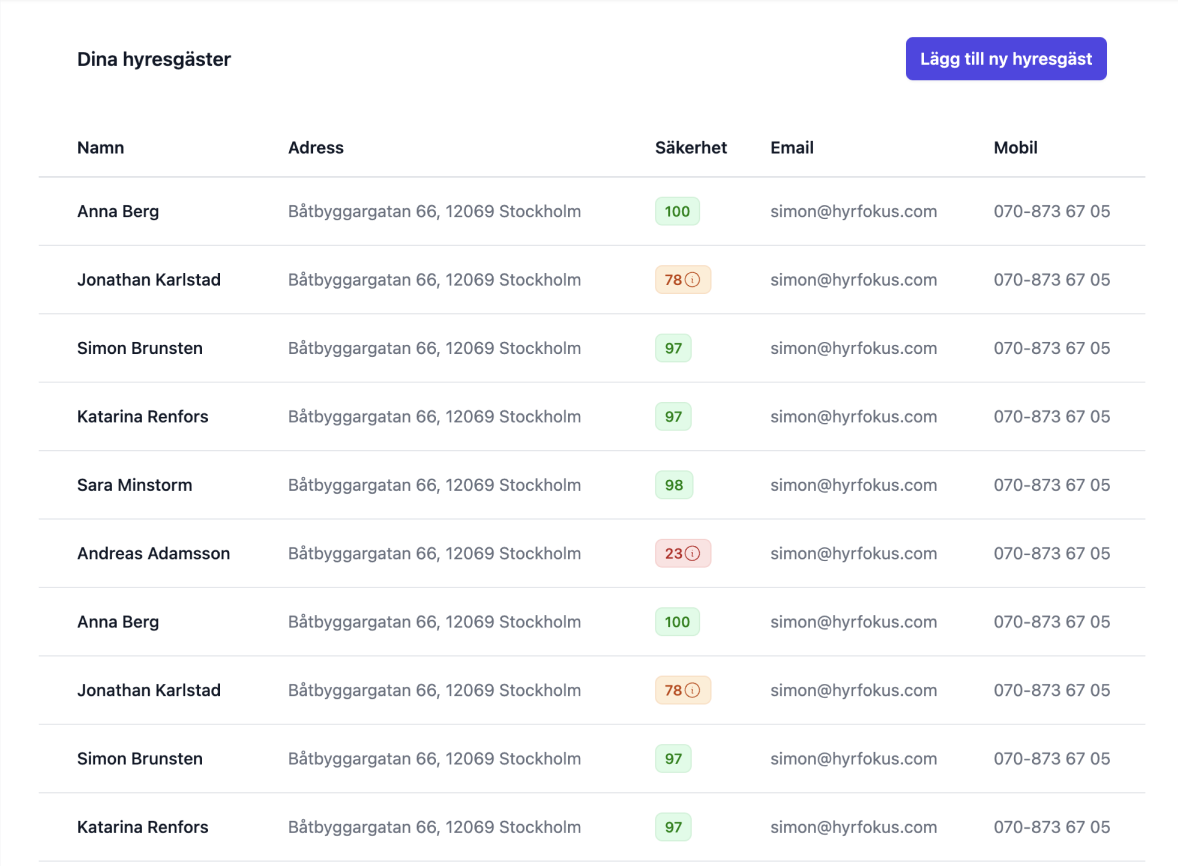 Dina hyresgäster Lägg till ny hyresgäst
Namn Adress Säkerhet Email Mobil
Anna Berg Båtbyggargatan 66, 12069 Stockholm 100 simon@hyrfokus.com 070-873 67 05
Jonathan Karlstad Båtbyggargatan 66, 12069 Stockholm 78 simon@hyrfokus.com 070-873 67 05
Simon Brunsten Båtbyggargatan 66, 12069 Stockholm 97 simon@hyrfokus.com 070-873 67 05
Katarina Renfors Båtbyggargatan 66, 12069 Stockholm 97 simon@hyrfokus.com 070-873 67 05
Sara Minstorm Båtbyggargatan 66, 12069 Stockholm 98 simon@hyrfokus.com 070-873 67 05
Andreas Adamsson Båtbyggargatan 66, 12069 Stockholm 23 simon@hyrfokus.com 070-873 67 05
Anna Berg Båtbyggargatan 66, 12069 Stockholm 100 simon@hyrfokus.com 070-873 67 05
Jonathan Karlstad Båtbyggargatan 66, 12069 Stockholm 78 simon@hyrfokus.com 070-873 67 05
Simon Brunsten Båtbyggargatan 66, 12069 Stockholm 97 simon@hyrfokus.com 070-873 67 05
Katarina Renfors Båtbyggargatan 66, 12069 Stockholm 97 simon@hyrfokus.com 070-873 67 05